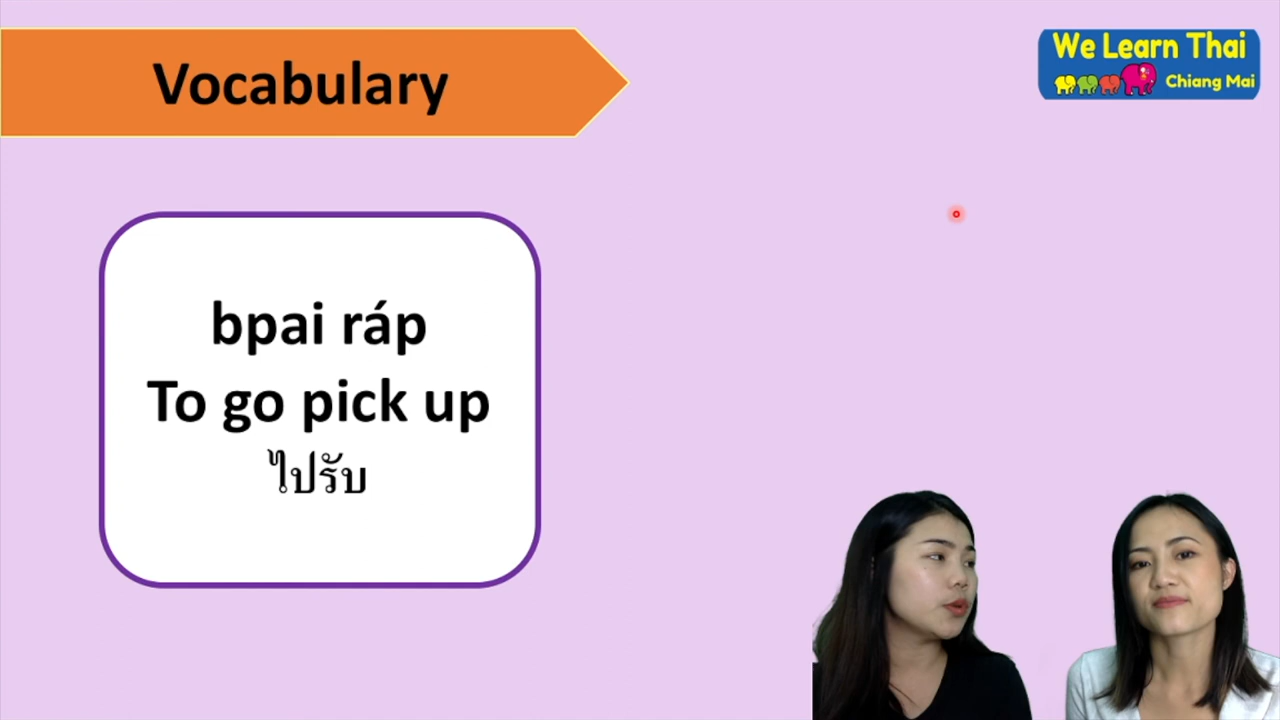 Vocabulary
We Learn Thai
Chiang Mai
bpai ráp
To go pick up
ไปรับ